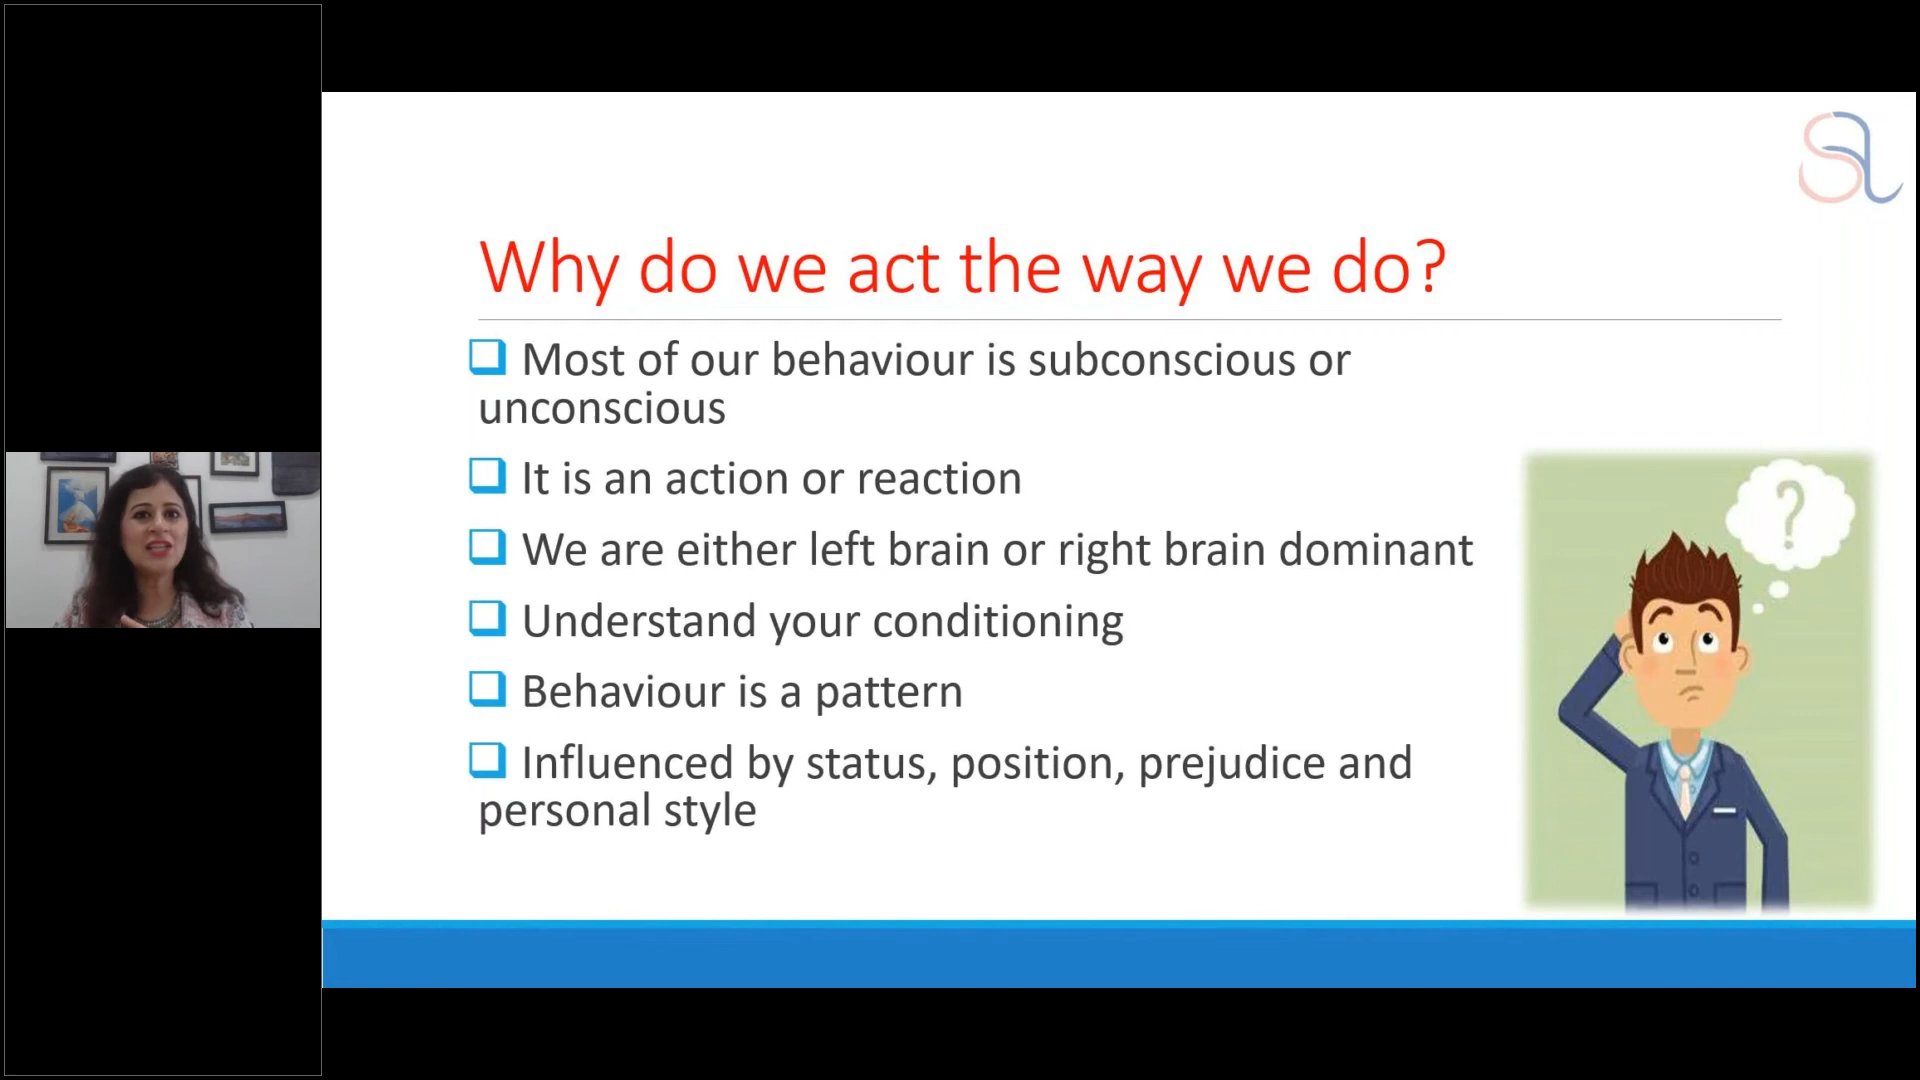 Why do we act the way we do?
Most of our behaviour is subconscious or
unconscious
It is an action or reaction
We are either left brain or right brain dominant
Understand your conditioning
Behaviour is a pattern
Influenced by status, position, prejudice and
personal style
?